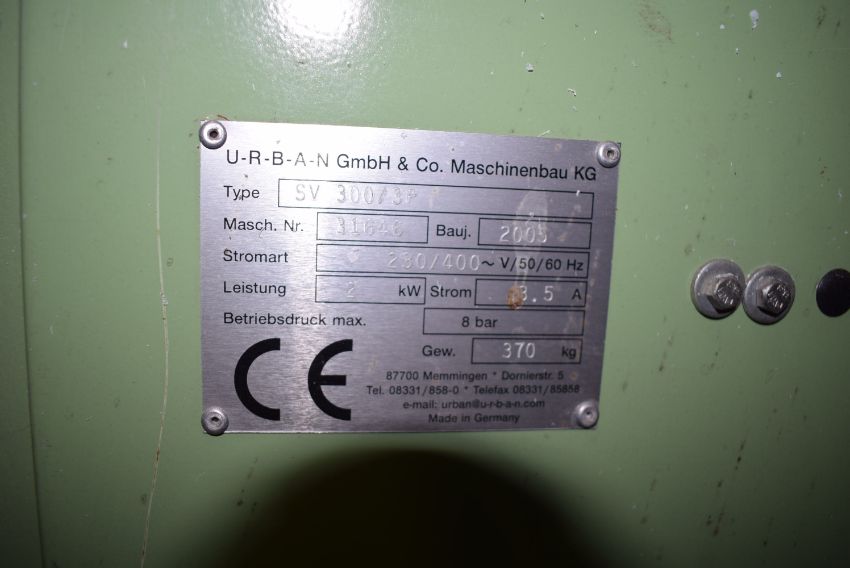 U-R-B-A-N GmbH & Co. Maschinenbau KG
Type SV 300/3P
Masch. Nr. Bauj. 2005
Stromart 230/400~ V/50/60 Hz
Leistung 2 kW Strom 3.5 A
Betriebsdruck max. 8 bar
Gew. 370 kg
CE
87700 Memmingen * Dornierstr. 5
Tel. 08331/858-0 * Telefax 08331/85858
e-mail: urban@u-r-b-a-n.com
Made in Germany